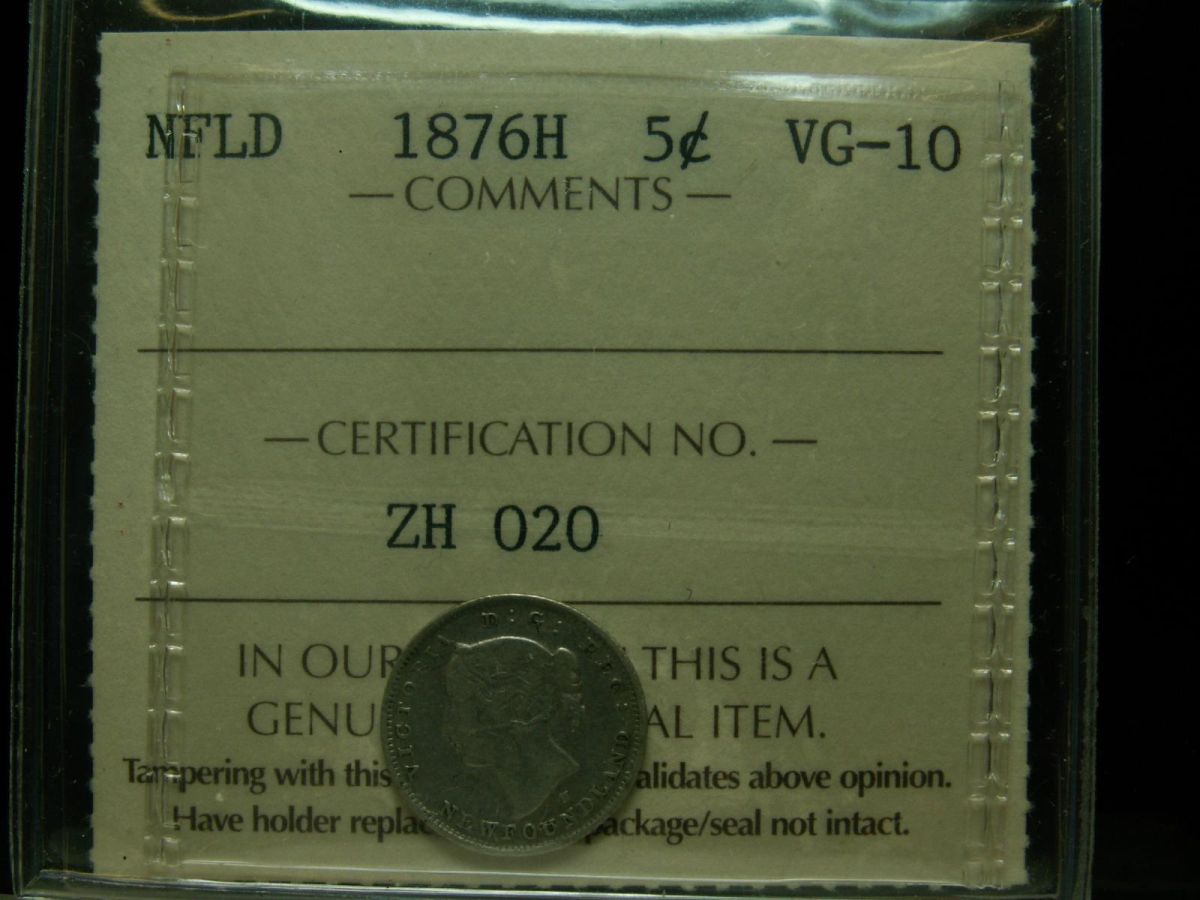 NFLD 1876H 5¢ VG-10
— COMMENTS —
— CERTIFICATION NO. —
ZH 020
IN OUR THIS IS A
GENU AL ITEM.
Tampering with this alidates above opinion.
Have holder replac package/seal not intact.
D:G: REG:
NEWFOUNDLAND